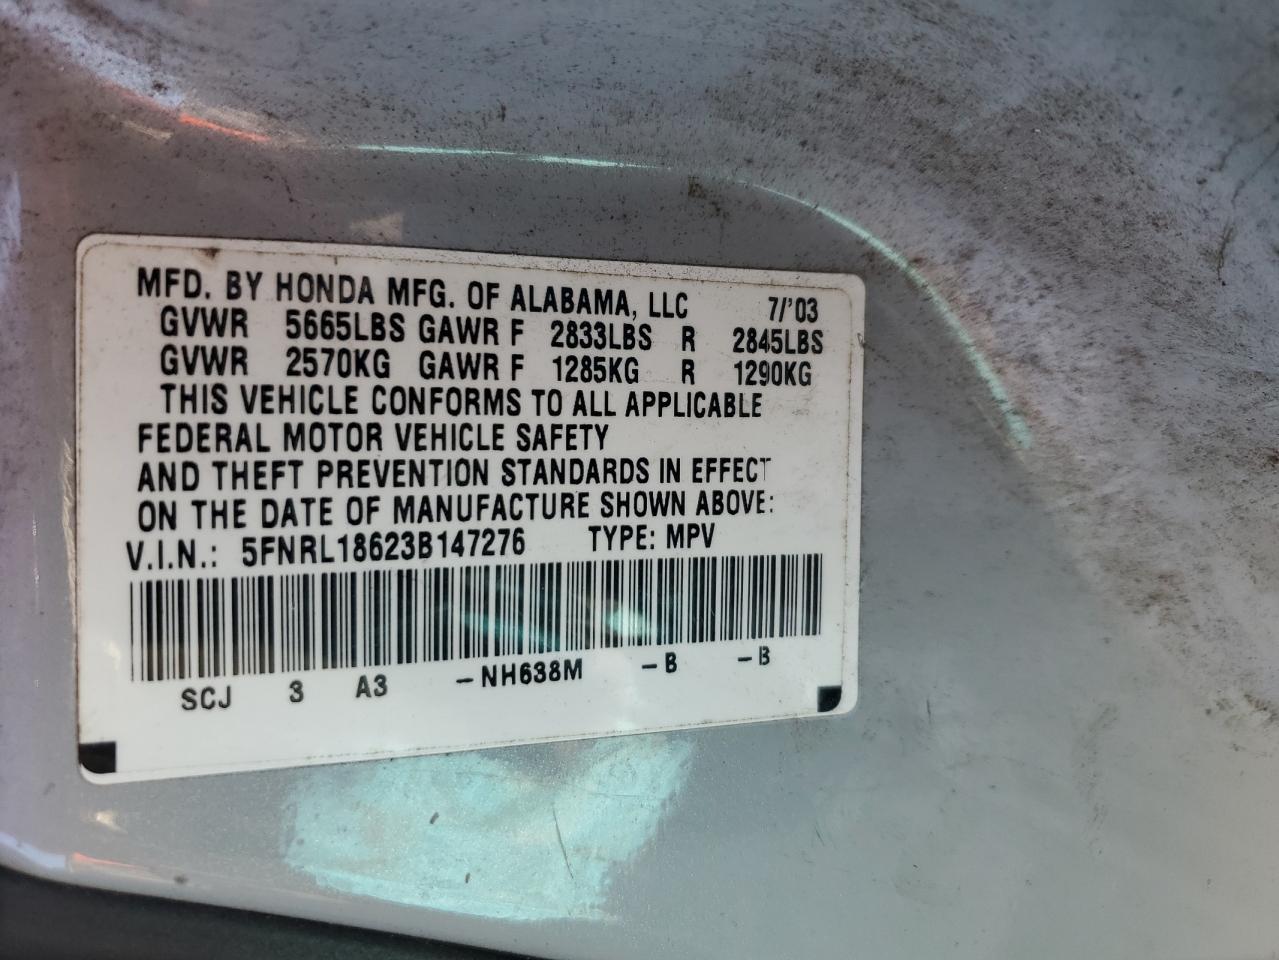 MFD. BY HONDA MFG. OF ALABAMA, LLC 7/'03
GVWR 5665LBS GAWR F 2833LBS R 2845LBS
GVWR 2570KG GAWR F 1285KG R 1290KG
THIS VEHICLE CONFORMS TO ALL APPLICABLE
FEDERAL MOTOR VEHICLE SAFETY
AND THEFT PREVENTION STANDARDS IN EFFECT
ON THE DATE OF MANUFACTURE SHOWN ABOVE:
V.I.N.: 5FNRL18623B147276 TYPE: MPV
SCJ 3 A3 -NH638M -B -B